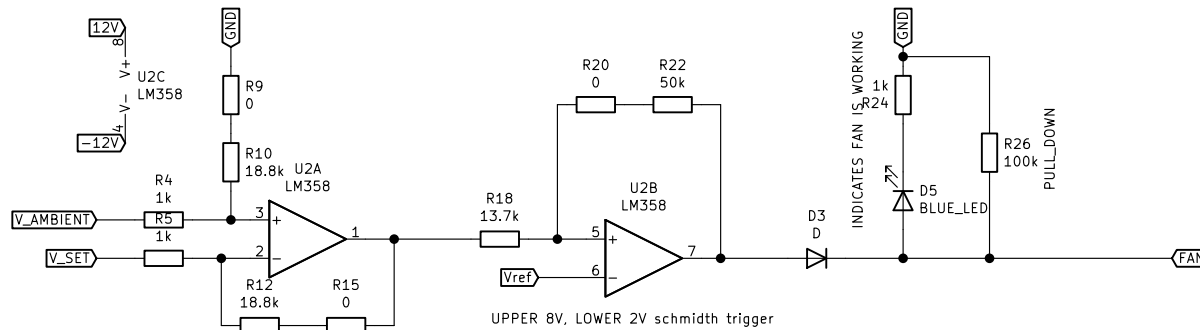 12V
8
V+
U2C
LM358
V-
4
-12V
GND
R9
0
R10
18.8k
U2A
LM358
R4
1k
V_AMBIENT
3
+
R5
1k
V_SET
2
-
1
R12
18.8k
R15
0
R18
13.7k
R20
0
R22
50k
U2B
LM358
5
+
Vref
6
-
7
UPPER 8V, LOWER 2V schmidth trigger
D3
D
INDICATES FAN IS WORKING
GND
1k
R24
D5
BLUE_LED
R26
100k
PULL_DOWN
FAN